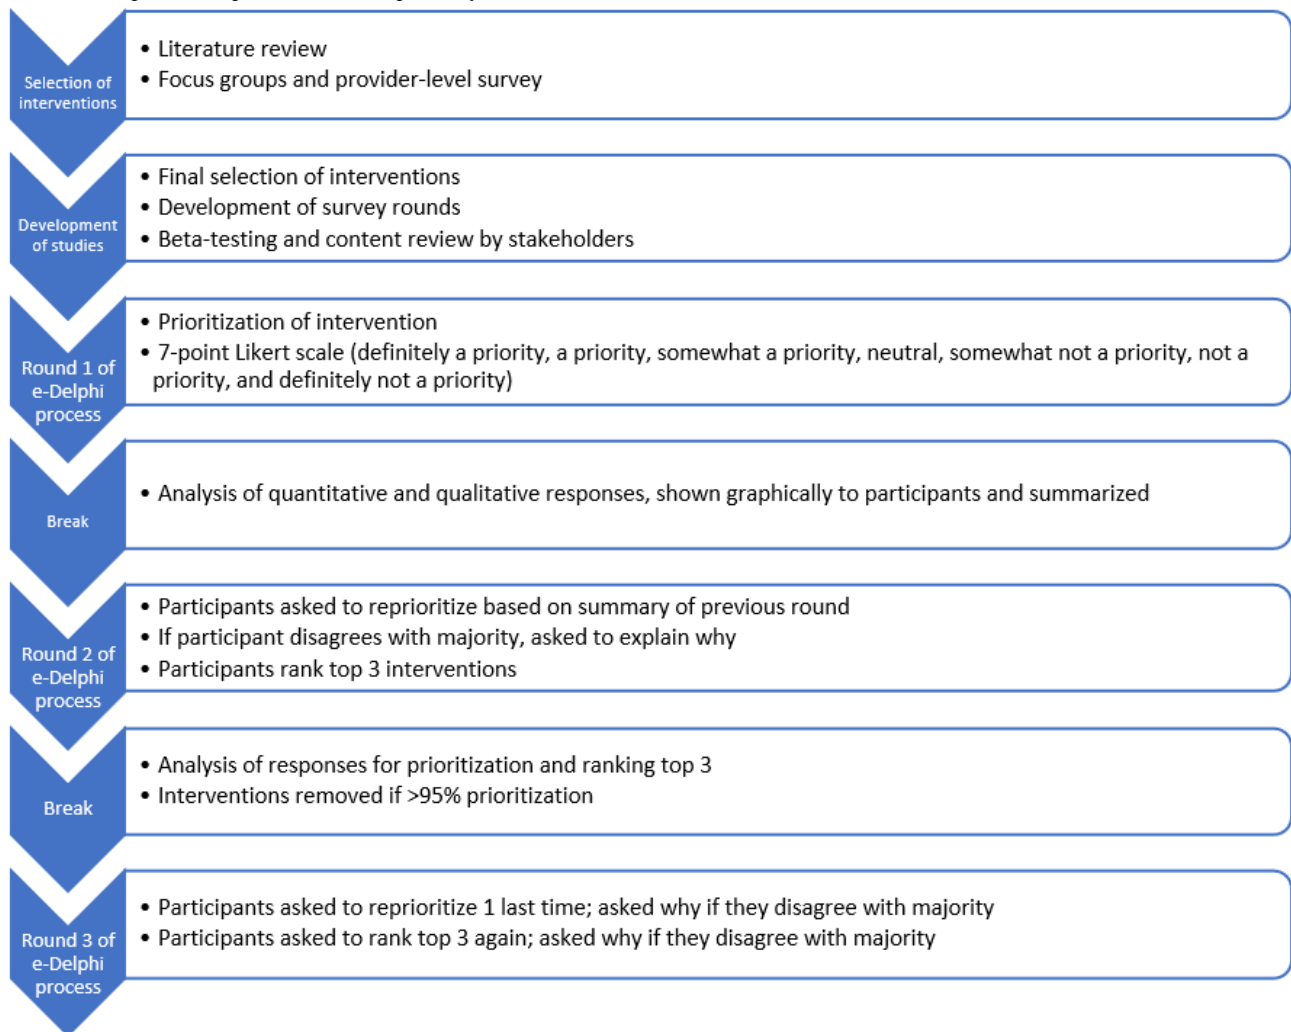 Selection of
interventions
• Literature review
• Focus groups and provider-level survey
Development
of studies
• Final selection of interventions
• Development of survey rounds
• Beta-testing and content review by stakeholders
Round 1 of
e-Delphi
process
• Prioritization of intervention
• 7-point Likert scale (definitely a priority, a priority, somewhat a priority, neutral, somewhat not a priority, not a
priority, and definitely not a priority)
Break
• Analysis of quantitative and qualitative responses, shown graphically to participants and summarized
Round 2 of
e-Delphi
process
• Participants asked to reprioritize based on summary of previous round
• If participant disagrees with majority, asked to explain why
• Participants rank top 3 interventions
Break
• Analysis of responses for prioritization and ranking top 3
• Interventions removed if >95% prioritization
Round 3 of
e-Delphi
process
• Participants asked to reprioritize 1 last time; asked why if they disagree with majority
• Participants asked to rank top 3 again; asked why if they disagree with majority